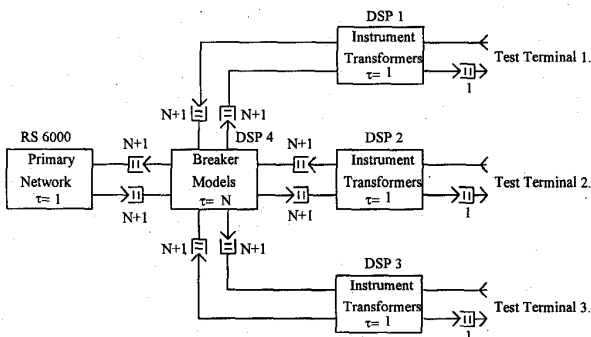 DSP 1
Instrument
Transformers
τ= 1
Test Terminal 1.
1
N+1
N+1
RS 6000
Primary
Network
τ= 1
N+1
N+1
DSP 4
Breaker
Models
τ= N
N+1
N+1
DSP 2
Instrument
Transformers
τ= 1
Test Terminal 2.
1
N+1
N+1
DSP 3
Instrument
Transformers
τ= 1
Test Terminal 3.
1